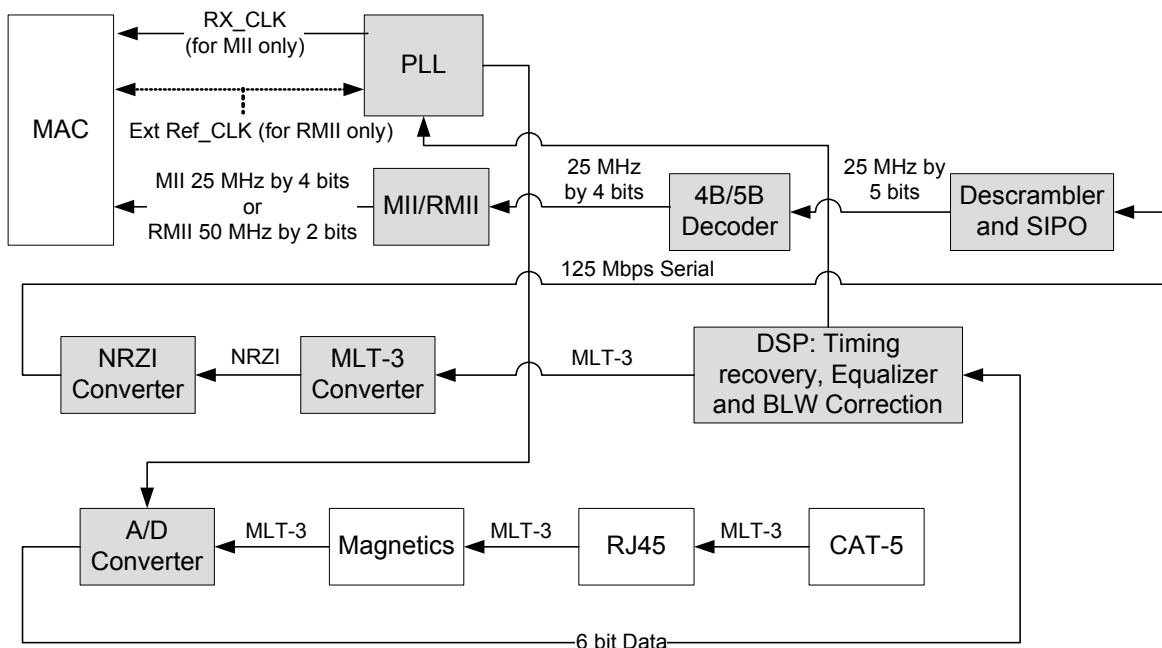 RX_CLK
(for MII only)
PLL
MAC
Ext Ref_CLK (for RMII only)
MII 25 MHz by 4 bits
or
RMII 50 MHz by 2 bits
MII/RMII
25 MHz
by 4 bits
4B/5B
Decoder
25 MHz by
5 bits
Descrambler
and SIPO
125 Mbps Serial
NRZI
Converter
NRZI
MLT-3
Converter
MLT-3
DSP: Timing
recovery, Equalizer
and BLW Correction
A/D
Converter
MLT-3
Magnetics
MLT-3
RJ45
MLT-3
CAT-5
6 bit Data